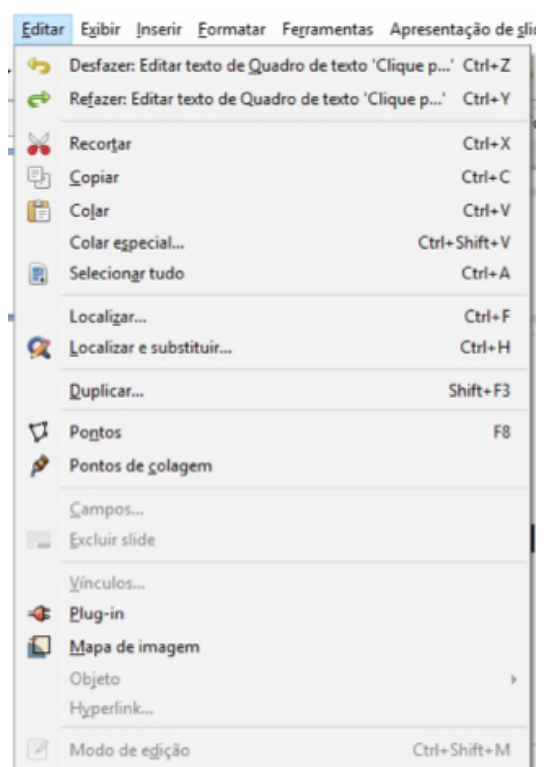 Editar Exibir Inserir Formatar Ferramentas Apresentação de slid
Desfazer: Editar texto de Quadro de texto 'Clique p...' Ctrl+Z
Refazer: Editar texto de Quadro de texto 'Clique p...' Ctrl+Y
Recortar Ctrl+X
Copiar Ctrl+C
Colar Ctrl+V
Colar especial... Ctrl+Shift+V
Selecionar tudo Ctrl+A
Localizar... Ctrl+F
Localizar e substituir... Ctrl+H
Duplicar... Shift+F3
Pontos F8
Pontos de colagem
Campos...
Excluir slide
Vínculos...
Plug-in
Mapa de imagem
Objeto
Hyperlink...
Modo de edição Ctrl+Shift+M